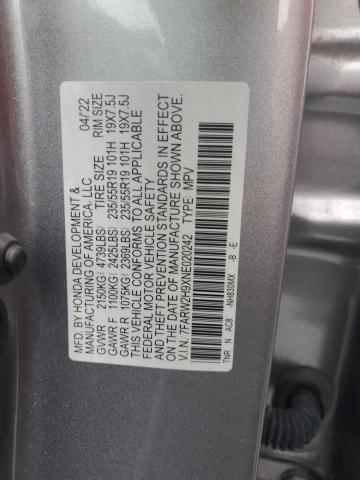 MFD. BY HONDA DEVELOPMENT & 04/22
MANUFACTURING OF AMERICA, LLC.
GVWR 2150KG( 4739LBS) TIRE SIZE RIM SIZE
GAWR F 1100KG( 2425LBS) 235/55R19 101H 19X7.5J
GAWR R 1075KG( 2369LBS) 235/55R19 101H 19X7.5J
THIS VEHICLE CONFORMS TO ALL APPLICABLE
FEDERAL MOTOR VEHICLE SAFETY
AND THEFT PREVENTION STANDARDS IN
EFFECT ON THE DATE OF MANUFACTURE SHOWN ABOVE.
V.I.N. 7FARW2H9XNE020242 TYPE MPV
TNR N AC8 -NH830MX -B -E